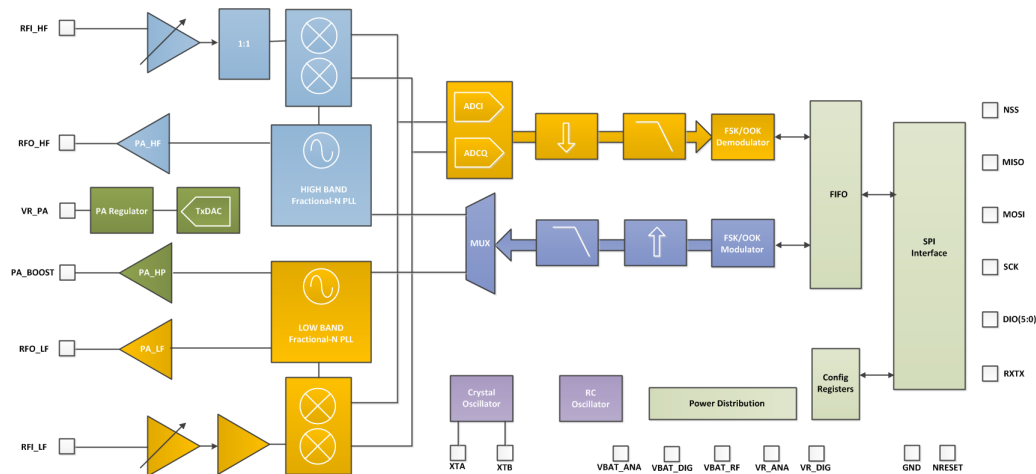 RFI_HF
1:1
RFO_HF
PA_HF
HIGH BAND
Fractional-N PLL
VR_PA
PA Regulator
TxDAC
PA_BOOST
PA_HP
LOW BAND
Fractional-N PLL
RFO_LF
PA_LF
RFI_LF
ADCI
ADCQ
FSK/OOK
Demodulator
MUX
FSK/OOK
Modulator
FIFO
SPI
Interface
Config
Registers
Crystal
Oscillator
RC
Oscillator
Power Distribution
NSS
MISO
MOSI
SCK
DIO(5:0)
RXTX
XTA
XTB
VBAT_ANA
VBAT_DIG
VBAT_RF
VR_ANA
VR_DIG
GND
NRESET